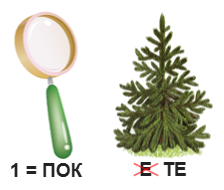 1 = ПОК
Е ТЕ